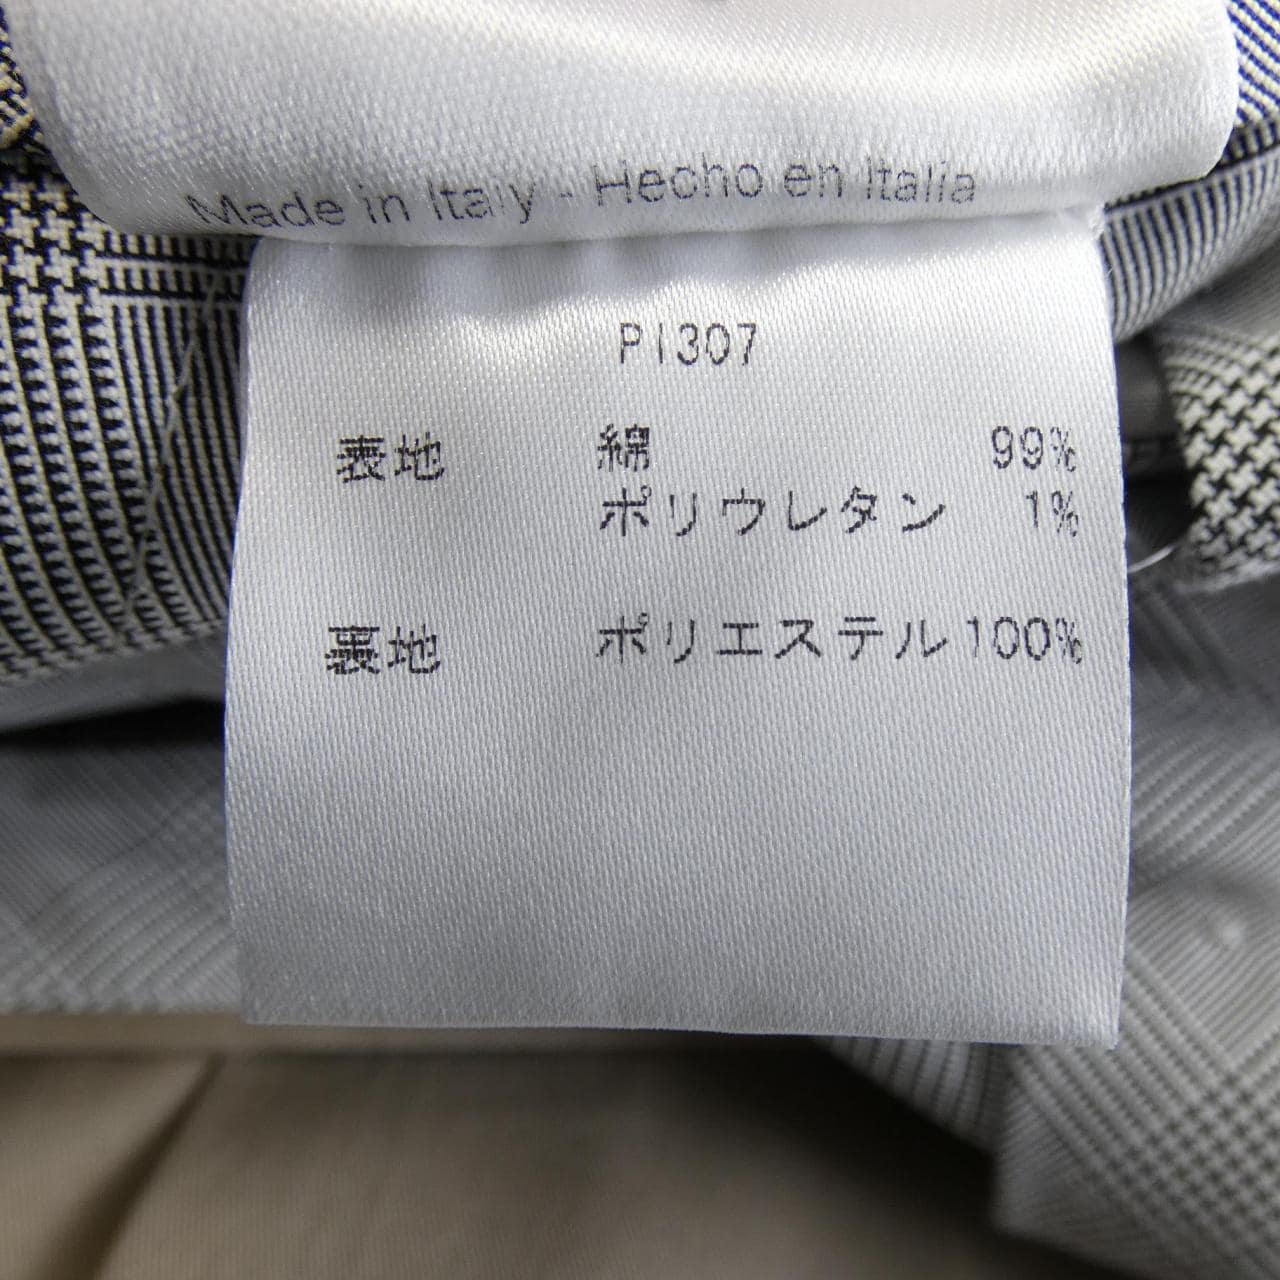 Made in Italy - Hecho en Italia
PI307
表地 綿 99%
ポリウレタン 1%
裏地 ポリエステル 100%